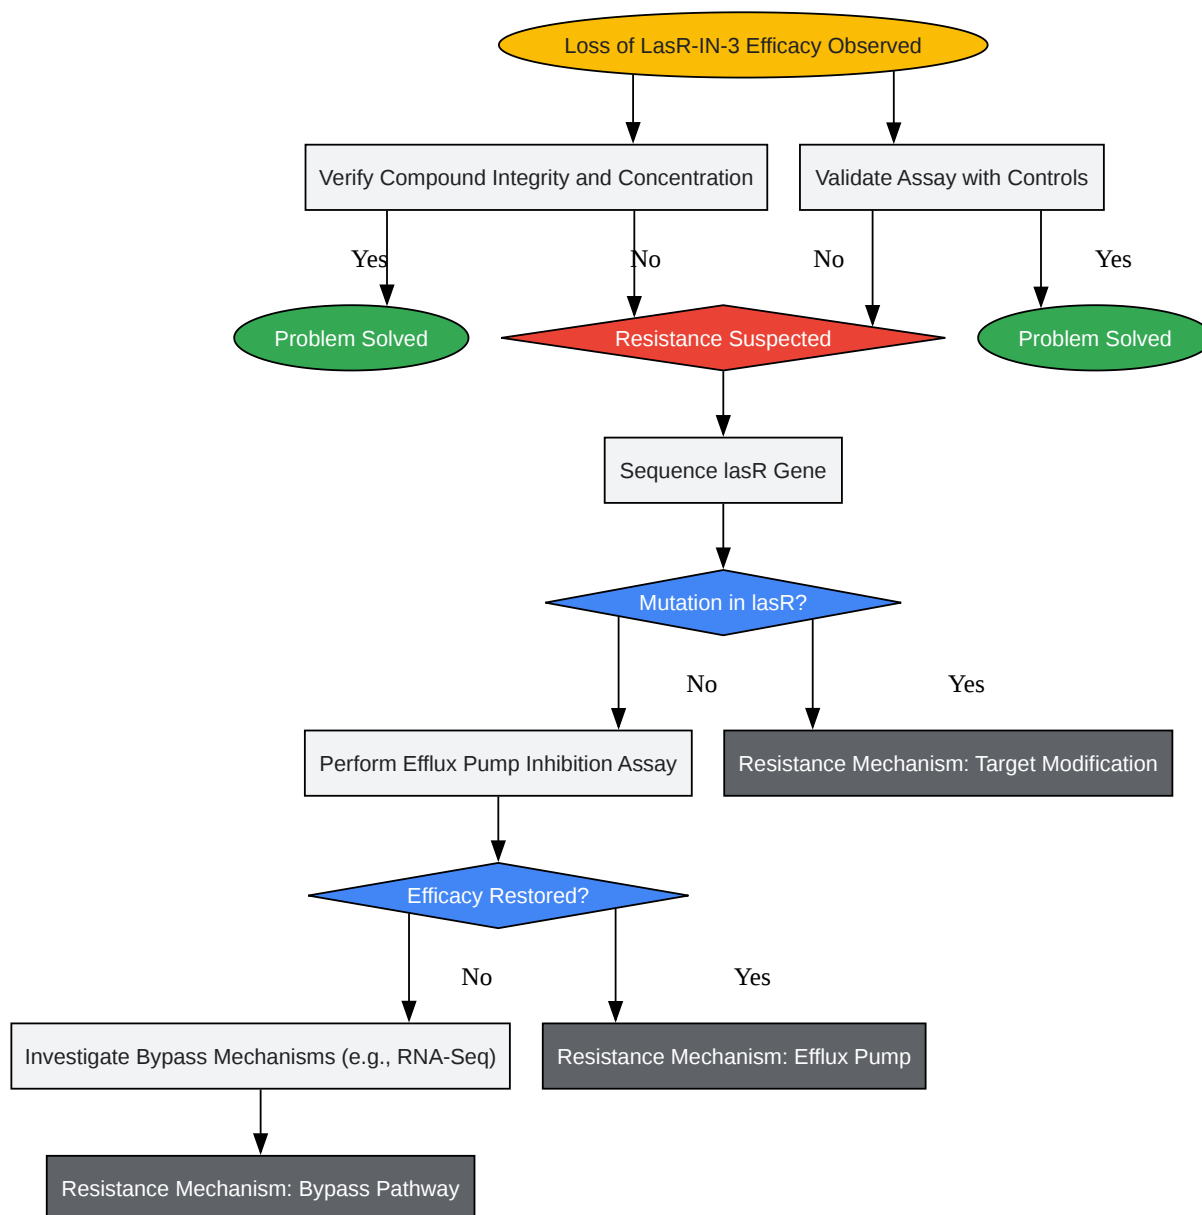 Loss of LasR-IN-3 Efficacy Observed
Verify Compound Integrity and Concentration
Validate Assay with Controls
Yes
No
No
Yes
Problem Solved
Resistance Suspected
Problem Solved
Sequence lasR Gene
Mutation in lasR?
No
Yes
Perform Efflux Pump Inhibition Assay
Resistance Mechanism: Target Modification
Efficacy Restored?
No
Yes
Investigate Bypass Mechanisms (e.g., RNA-Seq)
Resistance Mechanism: Efflux Pump
Resistance Mechanism: Bypass Pathway